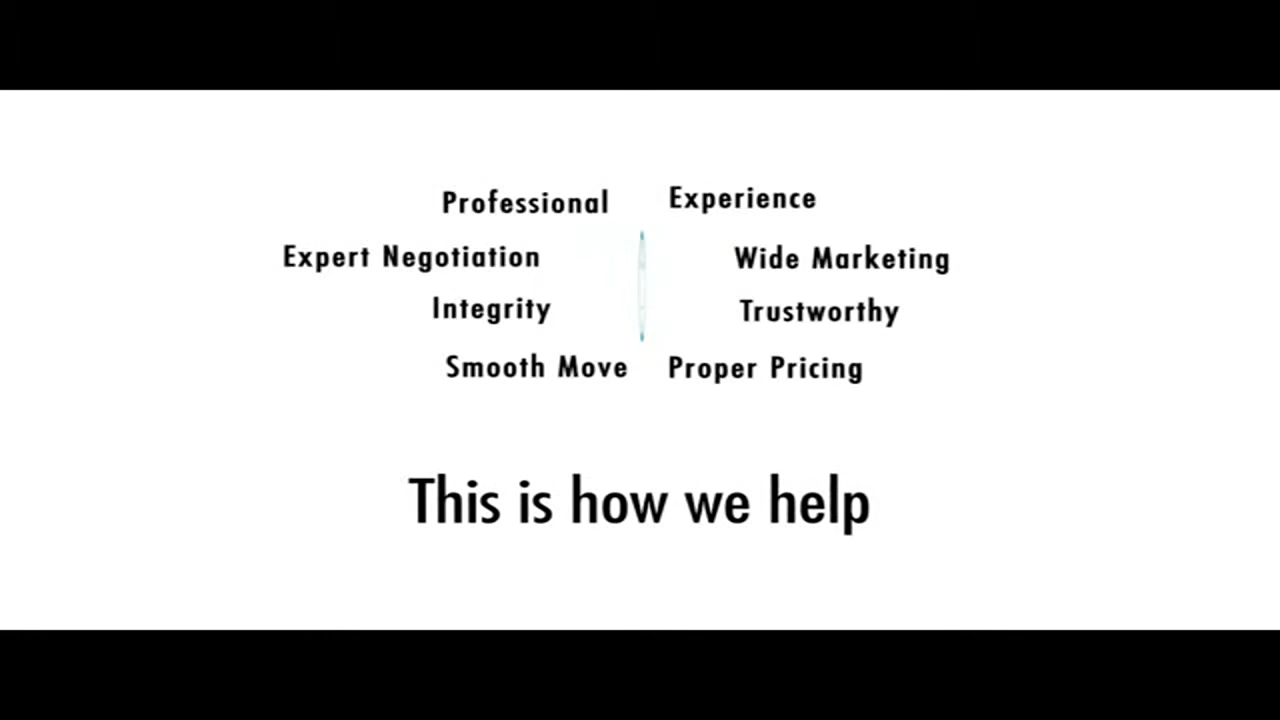 Professional Experience
Expert Negotiation Wide Marketing
Integrity Trustworthy
Smooth Move Proper Pricing
This is how we help